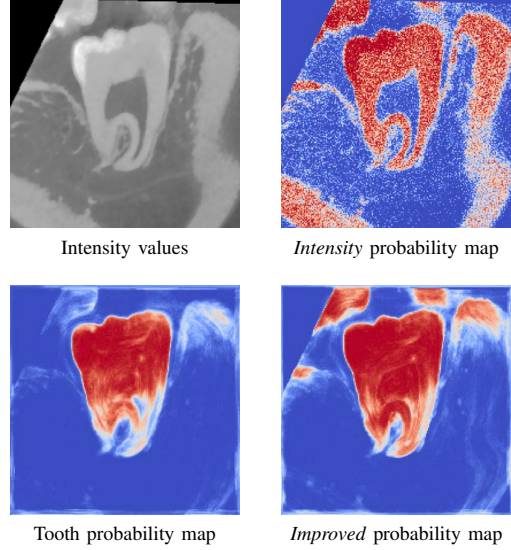 Intensity values
Intensity probability map
Tooth probability map
Improved probability map